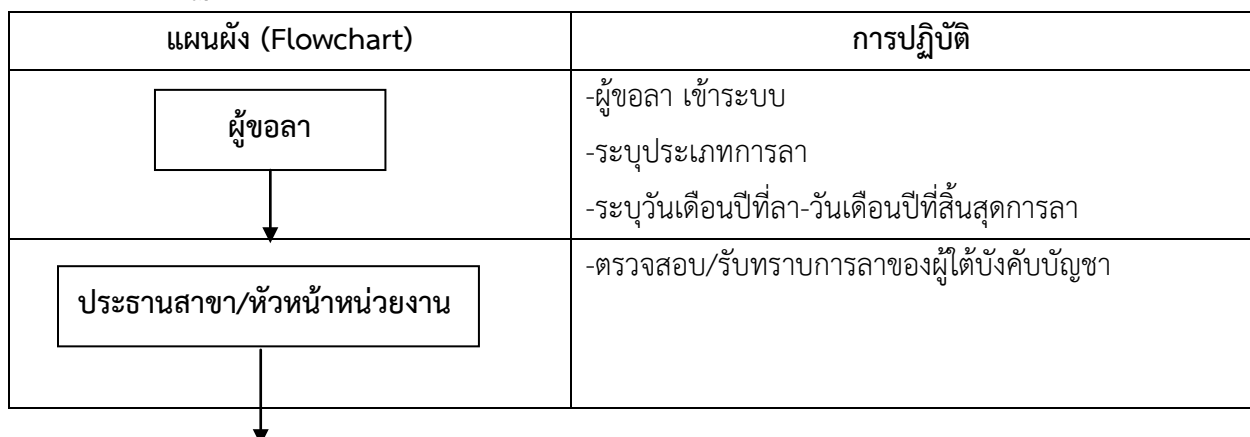 แผนผัง (Flowchart)
การปฏิบัติ
ผู้ขอลา
-ผู้ขอลา เข้าระบบ
-ระบุประเภทการลา
-ระบุวันเดือนปีที่ลา-วันเดือนปีที่สิ้นสุดการลา
ประธานสาขา/หัวหน้าหน่วยงาน
-ตรวจสอบ/รับทราบการลาของผู้ใต้บังคับบัญชา